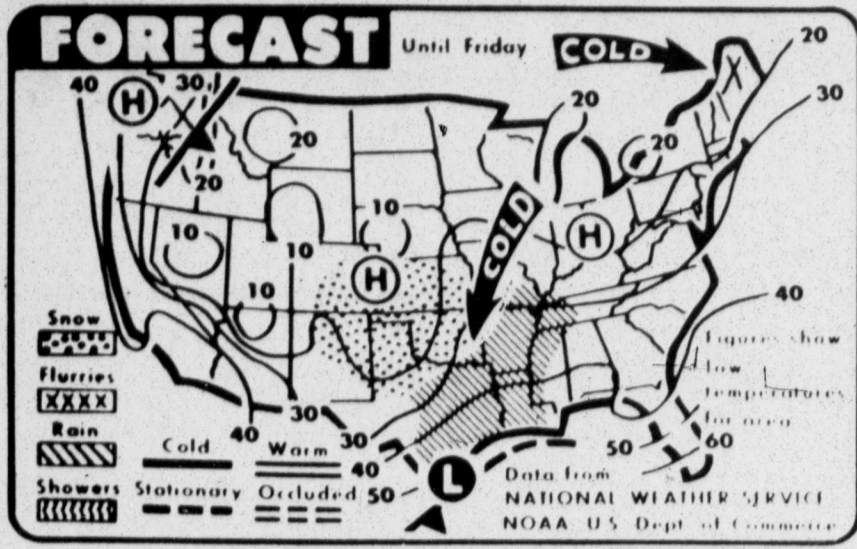 FORECAST Until Friday COLD
20
40 30 20
H
30
20 20 20
10 10 10
COLD
H
H
10
40
Snow
Flurries
Rain
Showers
Cold Warm
Stationary Occluded
40 30 30 40 50
L
Figures show
low
temperatures
for area
50 60
Data from
NATIONAL WEATHER SERVICE
NOAA U S Dept of Commerce